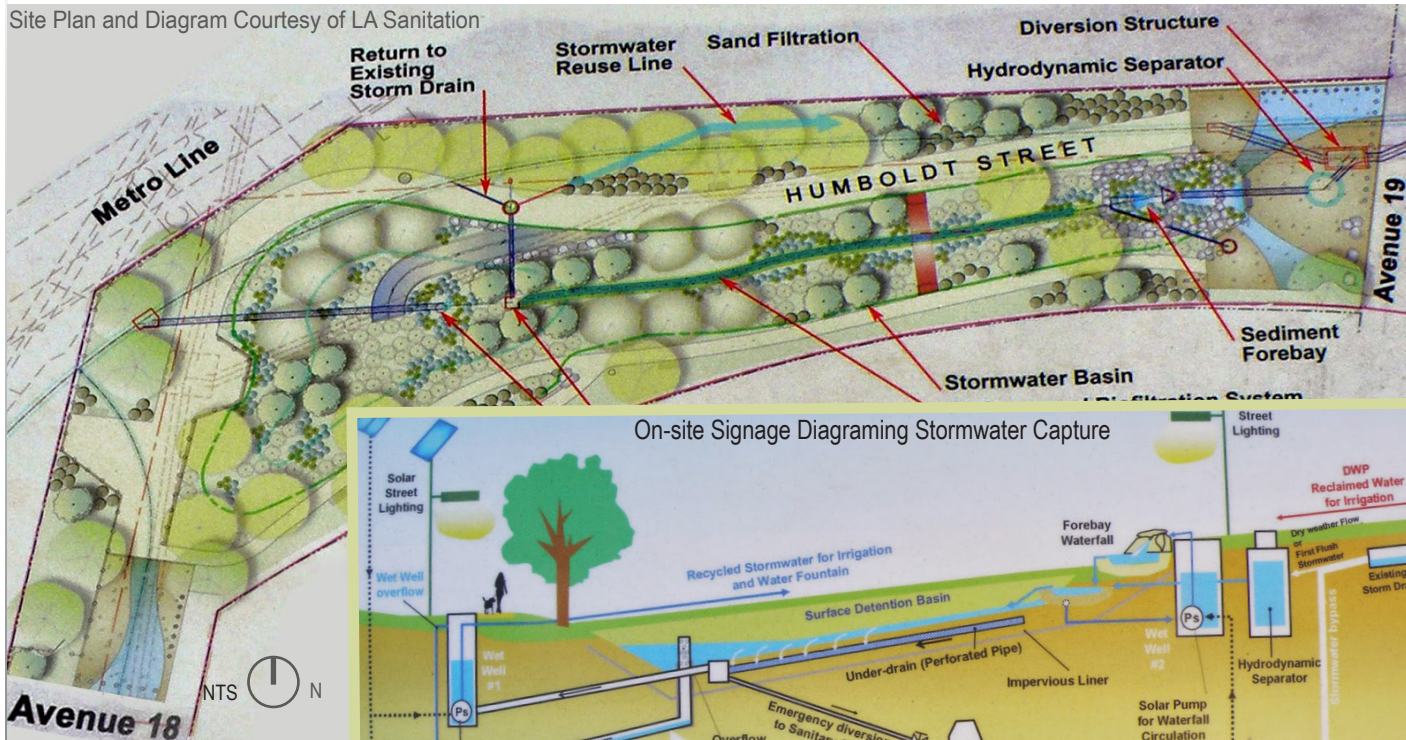 Site Plan and Diagram Courtesy of LA Sanitation
Return to
Existing
Storm Drain
Stormwater
Reuse Line
Sand Filtration
Diversion Structure
Hydrodynamic Separator
Metro Line
HUMBOLDT STREET
Avenue 19
Sediment
Forebay
Stormwater Basin
Biofiltration System
NTS
N
Avenue 18
On-site Signage Diagraming Stormwater Capture
Solar
Street
Lighting
Street
Lighting
DWP
Reclaimed Water
for Irrigation
Forebay
Waterfall
Dry weather Flow
or
First Flush
Stormwater
Existing
Storm
Wet Well
overflow
Recycled Stormwater for Irrigation
and Water Fountain
Surface Detention Basin
Wet
Well
#1
Ps
Under-drain (Perforated Pipe)
Impervious Liner
Wet
Well
#2
Ps
Hydrodynamic
Separator
Stormwater bypass
Emergency
to
Overflow
Solar Pump
for Waterfall
Circulation